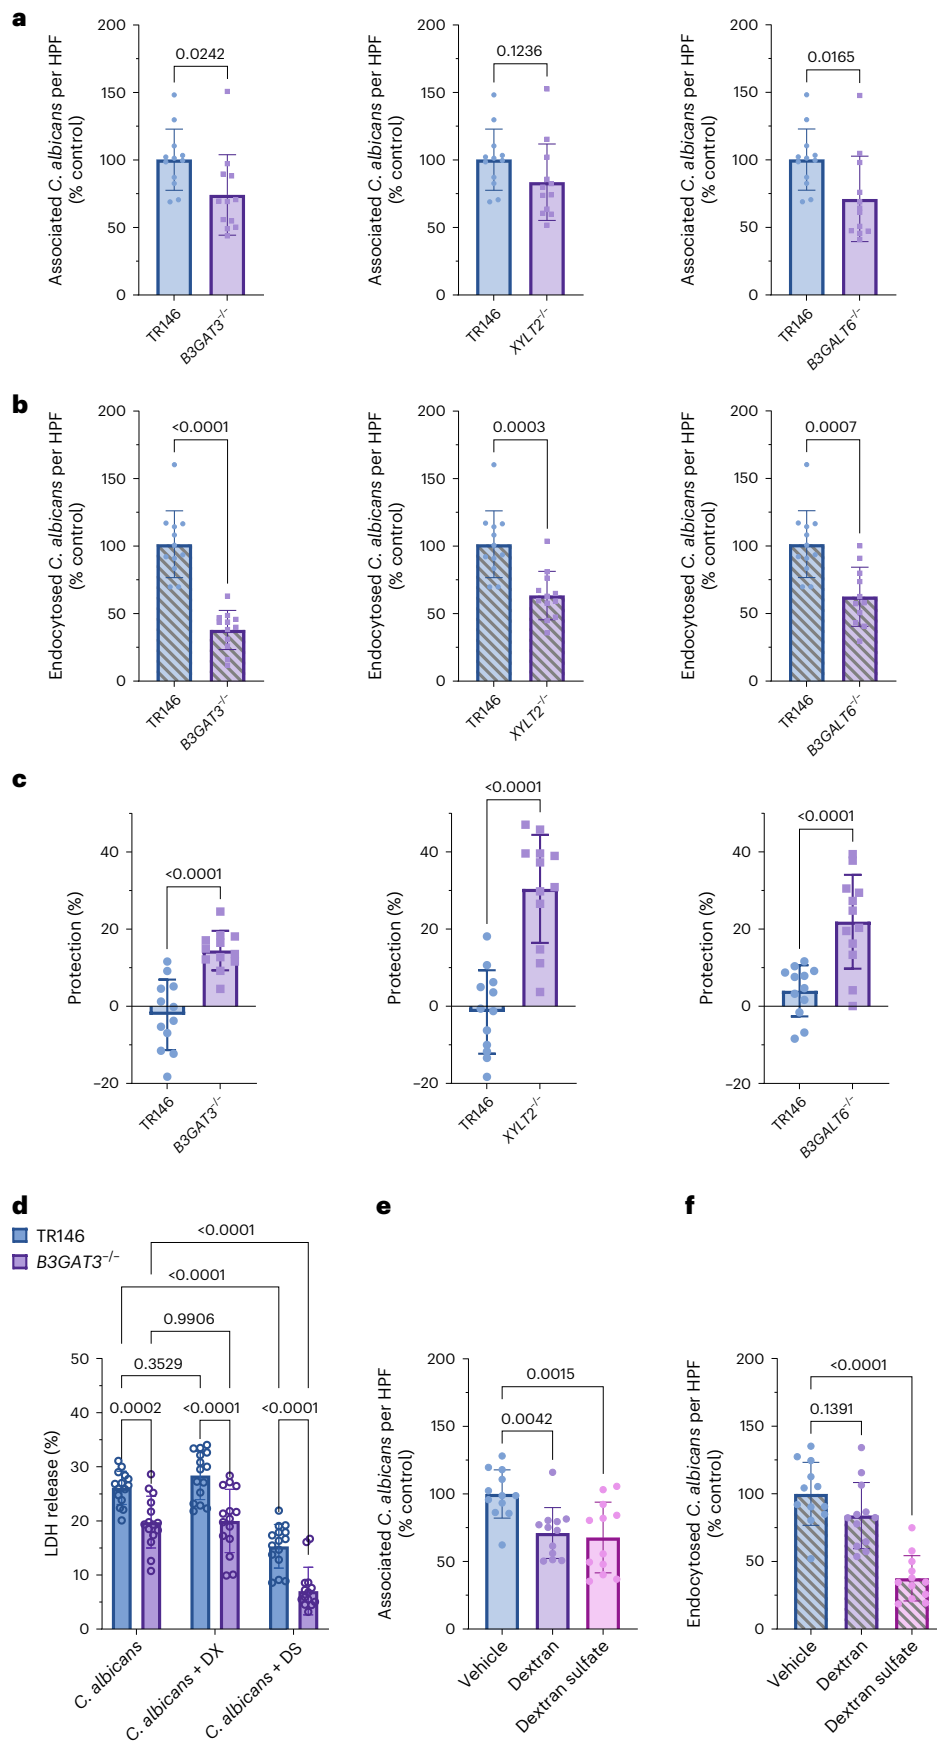 a
Associated C. albicans per HPF
(% control)
200
150
100
50
0
0.0242
TR146
B3GAT3−/−
Associated C. albicans per HPF
(% control)
200
150
100
50
0
0.1236
TR146
XYLT2−/−
Associated C. albicans per HPF
(% control)
200
150
100
50
0
0.0165
TR146
B3GALT6−/−
b
Endocytosed C. albicans per HPF
(% control)
200
150
100
50
0
<0.0001
TR146
B3GAT3−/−
Endocytosed C. albicans per HPF
(% control)
200
150
100
50
0
0.0003
TR146
XYLT2−/−
Endocytosed C. albicans per HPF
(% control)
200
150
100
50
0
0.0007
TR146
B3GALT6−/−
c
Protection (%)
40
20
0
−20
<0.0001
TR146
B3GAT3−/−
Protection (%)
40
20
0
−20
<0.0001
TR146
XYLT2−/−
Protection (%)
40
20
0
−20
<0.0001
TR146
B3GALT6−/−
d
TR146
B3GAT3−/−
<0.0001
<0.0001
0.9906
0.3529
0.0002
<0.0001
<0.0001
LDH release (%)
50
40
30
20
10
0
C. albicans
C. albicans + DX
C. albicans + DS
e
Associated C. albicans per HPF
(% control)
200
150
100
50
0
0.0015
0.0042
Vehicle
Dextran
Dextran sulfate
f
Endocytosed C. albicans per HPF
(% control)
200
150
100
50
0
<0.0001
0.1391
Vehicle
Dextran
Dextran sulfate